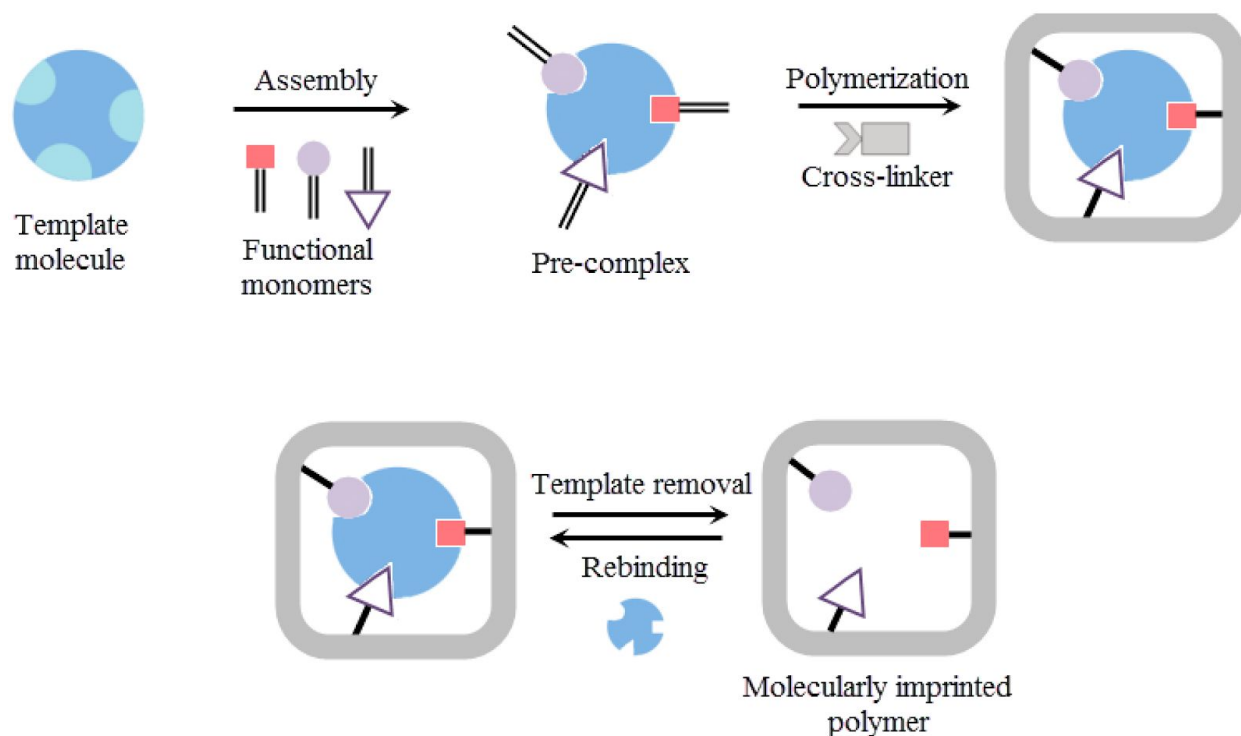 Template
molecule
Assembly
Functional
monomers
Pre-complex
Polymerization
Cross-linker
Template removal
Rebinding
Molecularly imprinted
polymer